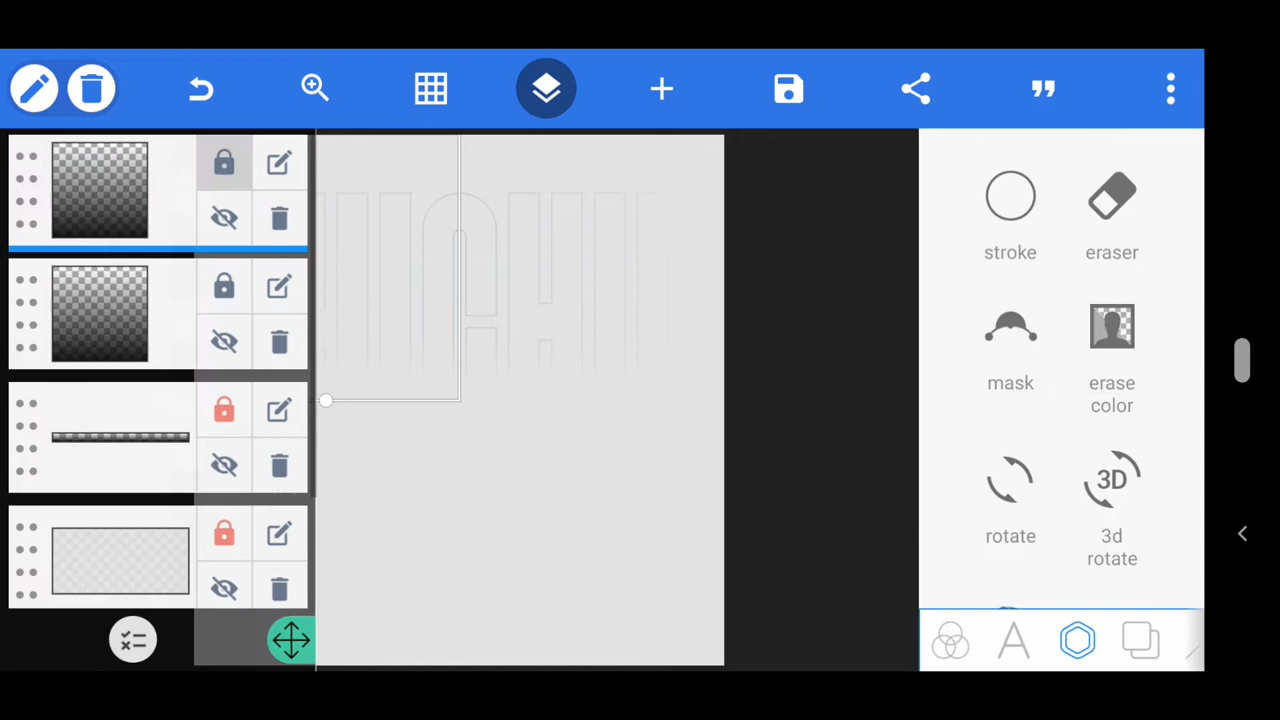 stroke
eraser
mask
erase
color
3D
rotate
3d
rotate
A